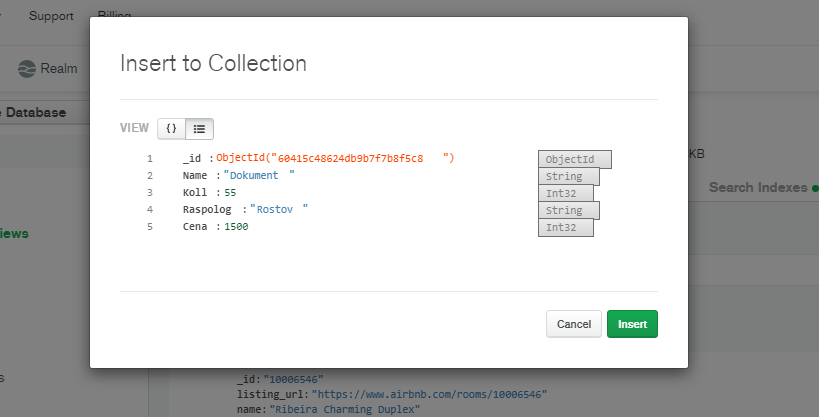 Support Billing
Insert to Collection
Realm
Database
VIEW { }
KB
1 _id : ObjectId("60415c48624db9b7f7b8f5c8 ") ObjectId
2 Name : "Dokument " String
3 Koll : 55 Int32
4 Raspolog : "Rostov " String
5 Cena : 1500 Int32
Search Indexes
iews
Cancel Insert
s
_id: "10006546"
listing_url: "https://www.airbnb.com/rooms/10006546"
name: "Ribeira Charming Duplex"